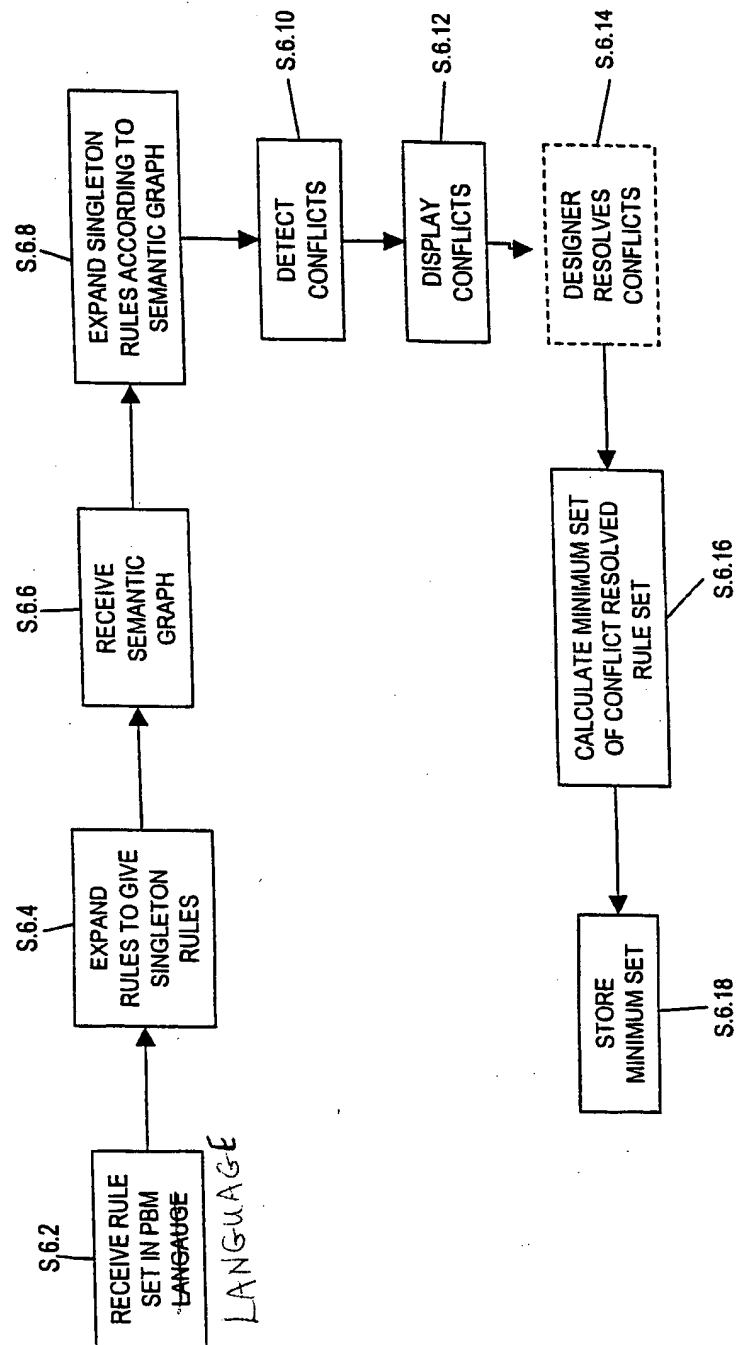 S.6.2
RECEIVE RULE
SET IN PBM
LANGAUGE
LANGUAGE
S.6.4
EXPAND
RULES TO GIVE
SINGLETON
RULES
S.6.6
RECEIVE
SEMANTIC
GRAPH
S.6.8
EXPAND SINGLETON
RULES ACCORDING TO
SEMANTIC GRAPH
DETECT
CONFLICTS
S.6.10
DISPLAY
CONFLICTS
S.6.12
DESIGNER
RESOLVES
CONFLICTS
S.6.14
CALCULATE MINIMUM SET
OF CONFLICT RESOLVED
RULE SET
S.6.16
STORE
MINIMUM SET
S.6.18